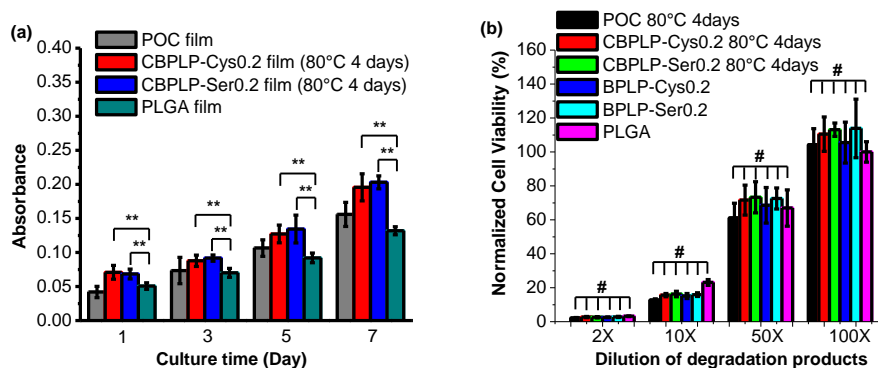 (a)
POC film
CBPLP-Cys0.2 film (80°C 4 days)
CBPLP-Ser0.2 film (80°C 4 days)
PLGA film
Absorbance
0.40
0.35
0.30
0.25
0.20
0.15
0.10
0.05
0.00
**
**
**
**
**
**
**
**
1
3
5
7
Culture time (Day)
(b)
POC 80°C 4days
CBPLP-Cys0.2 80°C 4days
CBPLP-Ser0.2 80°C 4days
BPLP-Cys0.2
BPLP-Ser0.2
PLGA
Normalized Cell Viability (%)
160
140
120
100
80
60
40
20
0
#
#
#
#
2X
10X
50X
100X
Dilution of degradation products